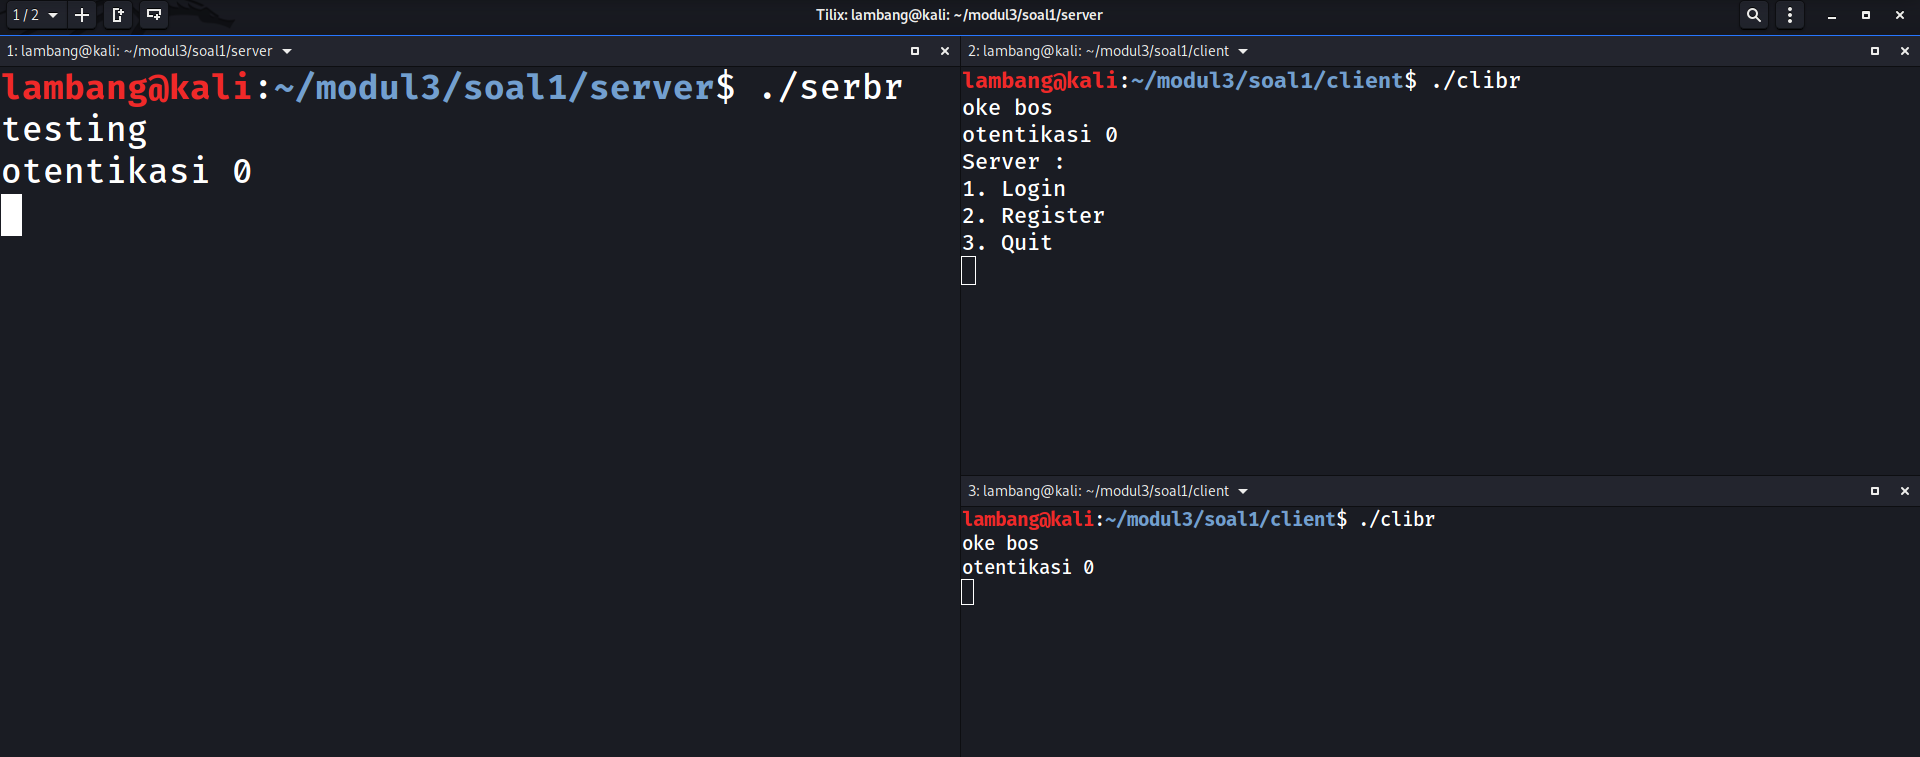 1 / 2
Tilix: lambang@kali: ~/modul3/soal1/server
1: lambang@kali: ~/modul3/soal1/server
lambang@kali:~/modul3/soal1/server$ ./serbr
testing
otentikasi 0
2: lambang@kali: ~/modul3/soal1/client
lambang@kali:~/modul3/soal1/client$ ./clibr
oke bos
otentikasi 0
Server :
1. Login
2. Register
3. Quit
3: lambang@kali: ~/modul3/soal1/client
lambang@kali:~/modul3/soal1/client$ ./clibr
oke bos
otentikasi 0